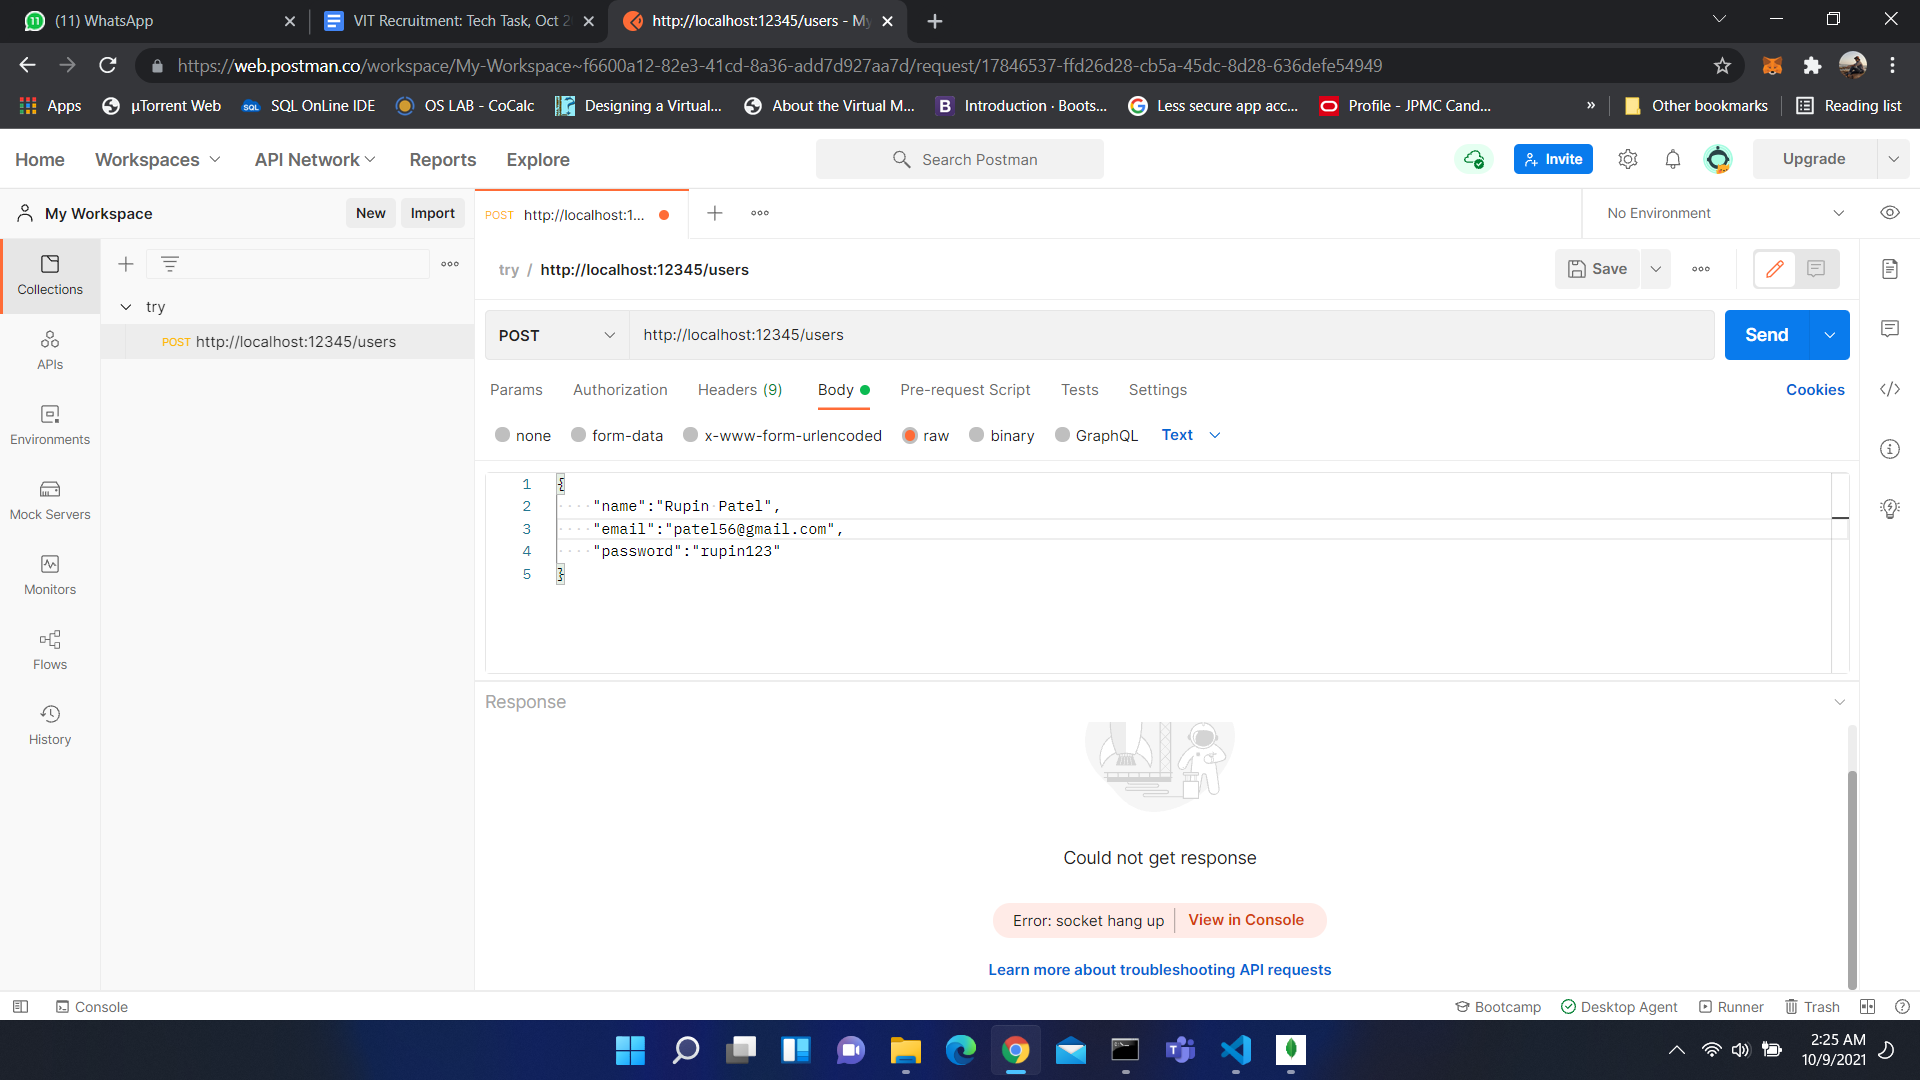 (11) WhatsApp
VIT Recruitment: Tech Task, Oct 2
http://localhost:12345/users - My
https://web.postman.co/workspace/My-Workspace~f6600a12-82e3-41cd-8a36-add7d927aa7d/request/17846537-ffd26d28-cb5a-45dc-8d28-636defe54949
Apps µTorrent Web SQL OnLine IDE OS LAB - CoCalc Designing a Virtual... About the Virtual M... Introduction · Boots... Less secure app acc... Profile - JPMC Cand... » Other bookmarks Reading list
Home Workspaces API Network Reports Explore Search Postman Invite Upgrade
My Workspace New Import POST http://localhost:1... No Environment
Collections
try / http://localhost:12345/users Save
try
POST http://localhost:12345/users
POST http://localhost:12345/users Send
APIs
Params Authorization Headers (9) Body Pre-request Script Tests Settings Cookies
Environments
none form-data x-www-form-urlencoded raw binary GraphQL Text
1 {
2 "name":"Rupin Patel",
3 "email":"patel56@gmail.com",
4 "password":"rupin123"
5 }
Mock Servers
Monitors
Flows
History
Response
Could not get response
Error: socket hang up View in Console
Learn more about troubleshooting API requests
Console Bootcamp Desktop Agent Runner Trash
2:25 AM
10/9/2021